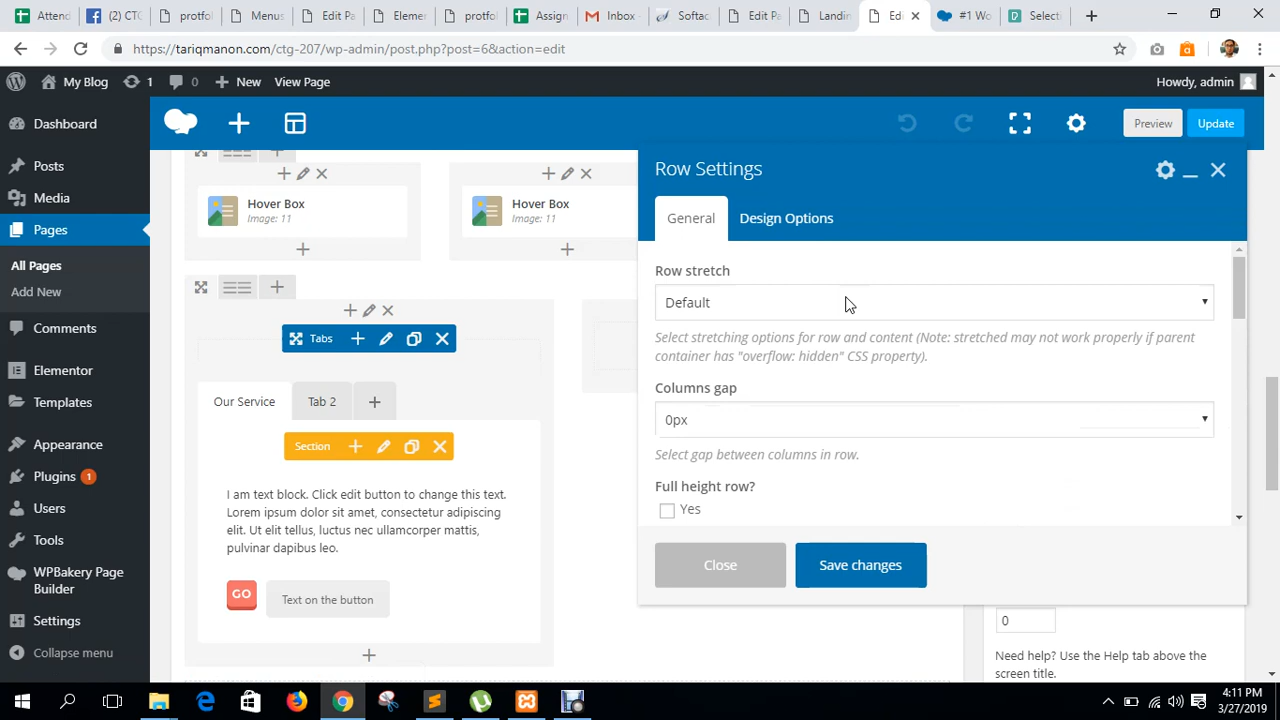 Attend
(2) CTG
protfol
Menus
Edit Pa
Elemer
protfol
Assign
Inbox -
Softac
Edit Pa
Landin
Edi
#1 Wo
Selecti
https://tariqmanon.com/ctg-207/wp-admin/post.php?post=6&action=edit
My Blog 1 0 New View Page
Howdy, admin
Dashboard
Posts
Media
Pages
All Pages
Add New
Comments
Elementor
Templates
Appearance
Plugins 1
Users
Tools
WPBakery Page
Builder
Settings
Collapse menu
Preview
Update
Hover Box
Image: 11
Hover Box
Image: 11
Tabs
Our Service
Tab 2
Section
I am text block. Click edit button to change this text.
Lorem ipsum dolor sit amet, consectetur adipiscing
elit. Ut elit tellus, luctus nec ullamcorper mattis,
pulvinar dapibus leo.
GO
Text on the button
Row Settings
General
Design Options
Row stretch
Default
Select stretching options for row and content (Note: stretched may not work properly if parent
container has "overflow: hidden" CSS property).
Columns gap
0px
Select gap between columns in row.
Full height row?
Yes
Close
Save changes
0
Need help? Use the Help tab above the
screen title.
4:11 PM
3/27/2019